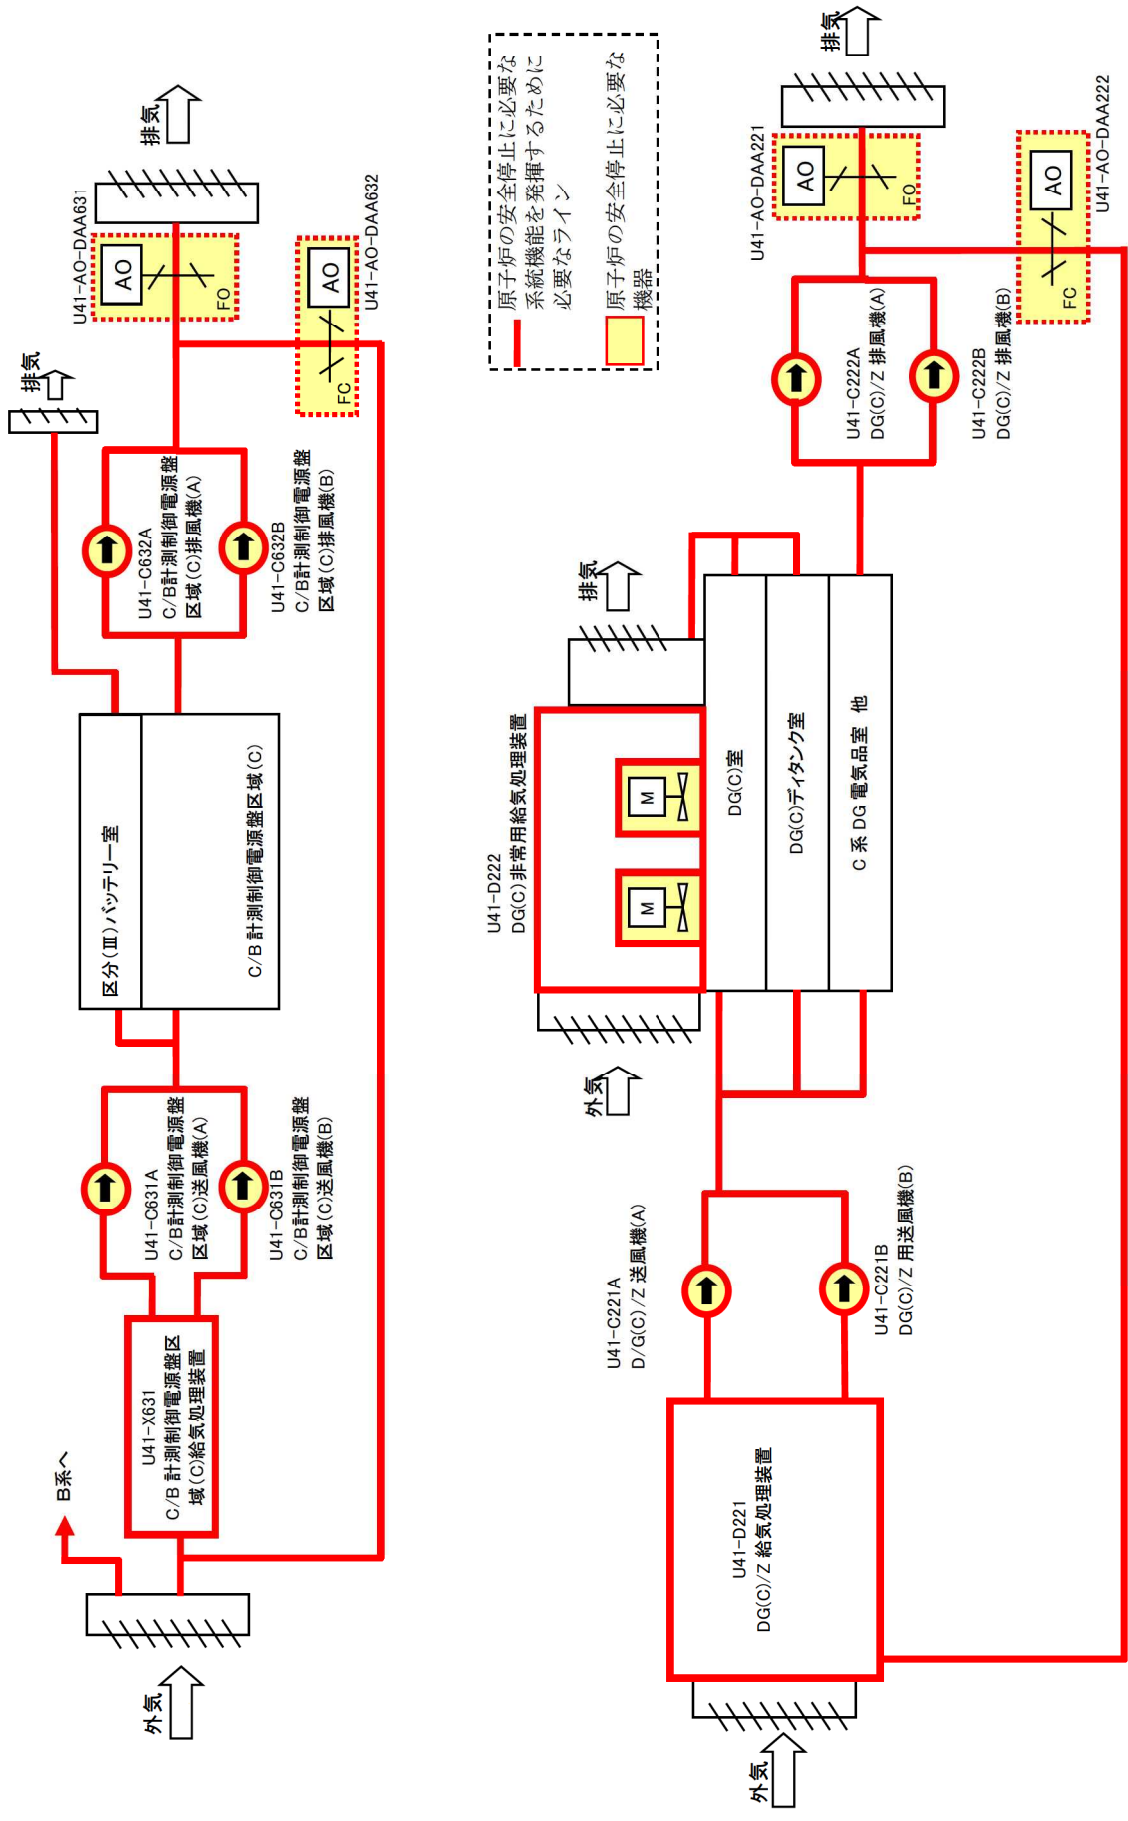 外気
B系へ
U41-X631
C/B 計測制御電源盤区
域(C)給気処理装置
U41-C631A
C/B計測制御電源盤
区域(C)送風機(A)
U41-C631B
C/B計測制御電源盤
区域(C)送風機(B)
区分(Ⅲ)バッテリー室
C/B 計測制御電源盤区域(C)
U41-C632A
C/B計測制御電源盤
区域(C)排風機(A)
U41-C632B
C/B計測制御電源盤
区域(C)排風機(B)
排気
U41-AO-DAA631
AO
FO
排気
U41-AO-DAA632
AO
FC
原子炉の安全停止に必要な
系統機能を発揮するために
必要なライン
原子炉の安全停止に必要な
機器
外気
U41-D221
DG(C)/Z 給気処理装置
U41-C221A
D/G(C)/Z 送風機(A)
U41-C221B
DG(C)/Z 用送風機(B)
外気
U41-D222
DG(C)非常用給気処理装置
M
M
排気
DG(C)室
DG(C)ディタンク室
C 系 DG 電気品室 他
U41-C222A
DG(C)/Z 排風機(A)
U41-C222B
DG(C)/Z 排風機(B)
U41-AO-DAA221
AO
FO
排気
U41-AO-DAA222
AO
FC